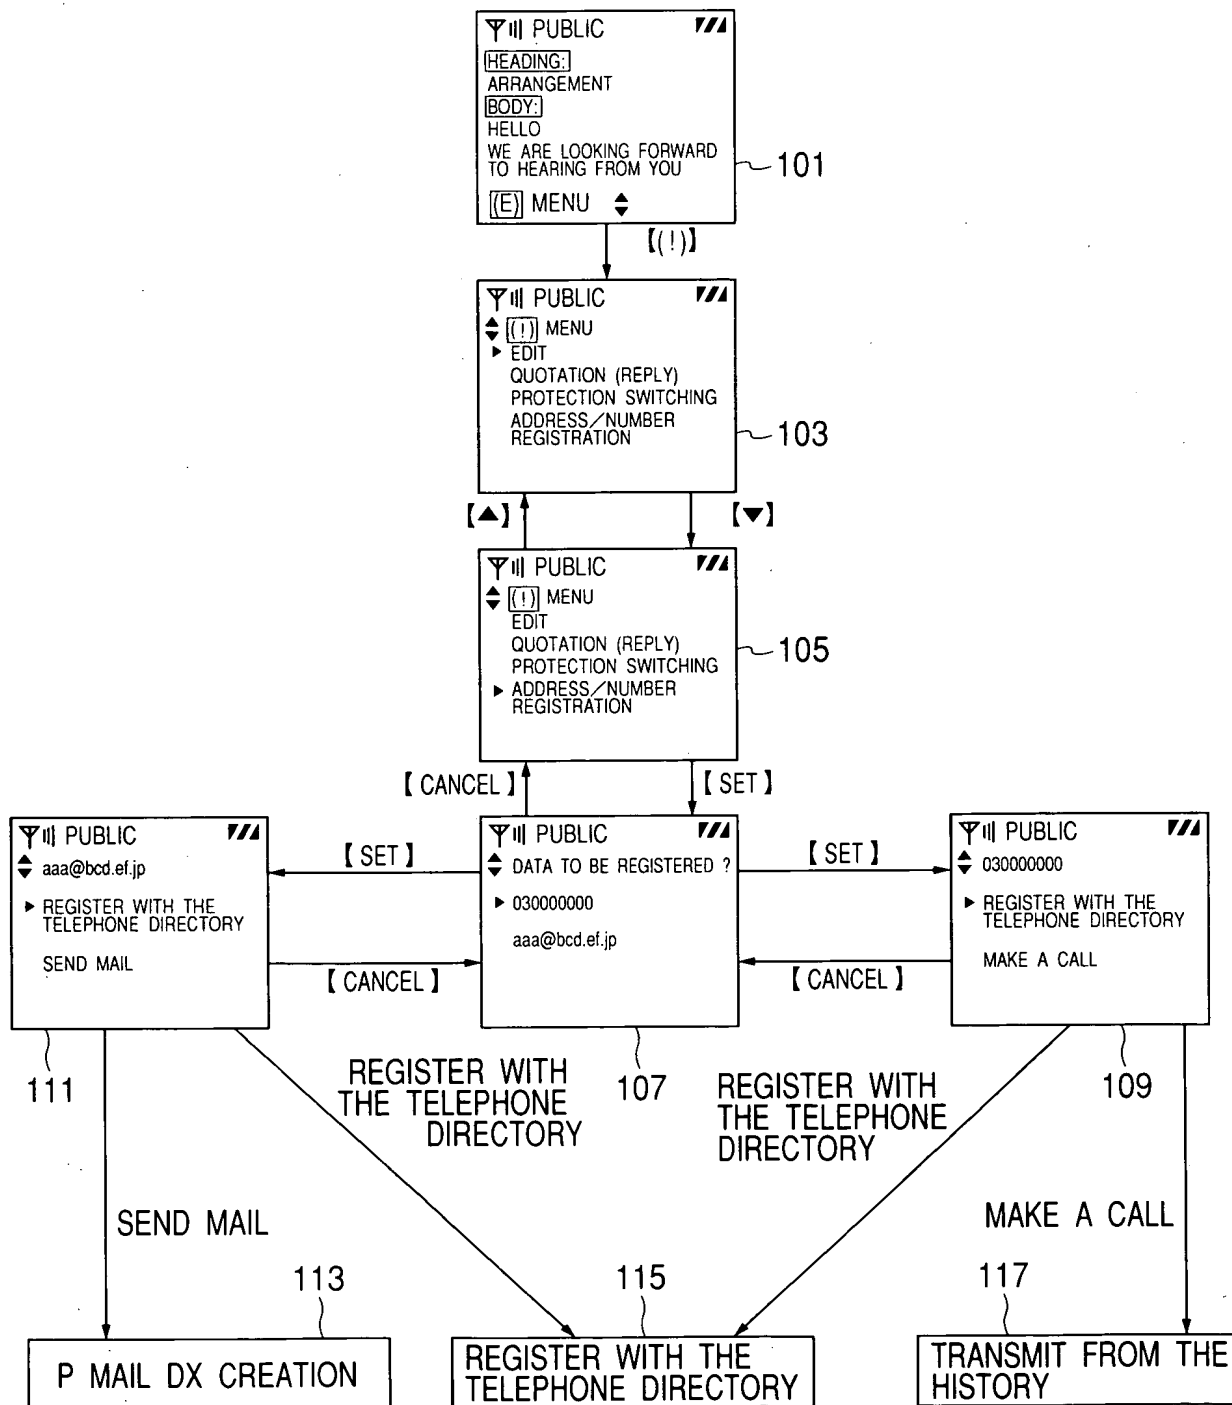 PUBLIC
HEADING:
ARRANGEMENT
BODY:
HELLO
WE ARE LOOKING FORWARD
TO HEARING FROM YOU
(E) MENU
101
【(!)】
PUBLIC
(!) MENU
EDIT
QUOTATION (REPLY)
PROTECTION SWITCHING
ADDRESS/NUMBER
REGISTRATION
103
【▲】
【▼】
PUBLIC
(!) MENU
EDIT
QUOTATION (REPLY)
PROTECTION SWITCHING
ADDRESS/NUMBER
REGISTRATION
105
【CANCEL】
【SET】
PUBLIC
aaa@bcd.ef.jp
REGISTER WITH THE
TELEPHONE DIRECTORY
SEND MAIL
111
【SET】
【CANCEL】
PUBLIC
DATA TO BE REGISTERED ?
030000000
aaa@bcd.ef.jp
107
【SET】
【CANCEL】
PUBLIC
030000000
REGISTER WITH THE
TELEPHONE DIRECTORY
MAKE A CALL
109
REGISTER WITH
THE TELEPHONE
DIRECTORY
REGISTER WITH
THE TELEPHONE
DIRECTORY
SEND MAIL
MAKE A CALL
113
P MAIL DX CREATION
115
REGISTER WITH THE
TELEPHONE DIRECTORY
117
TRANSMIT FROM THE
HISTORY